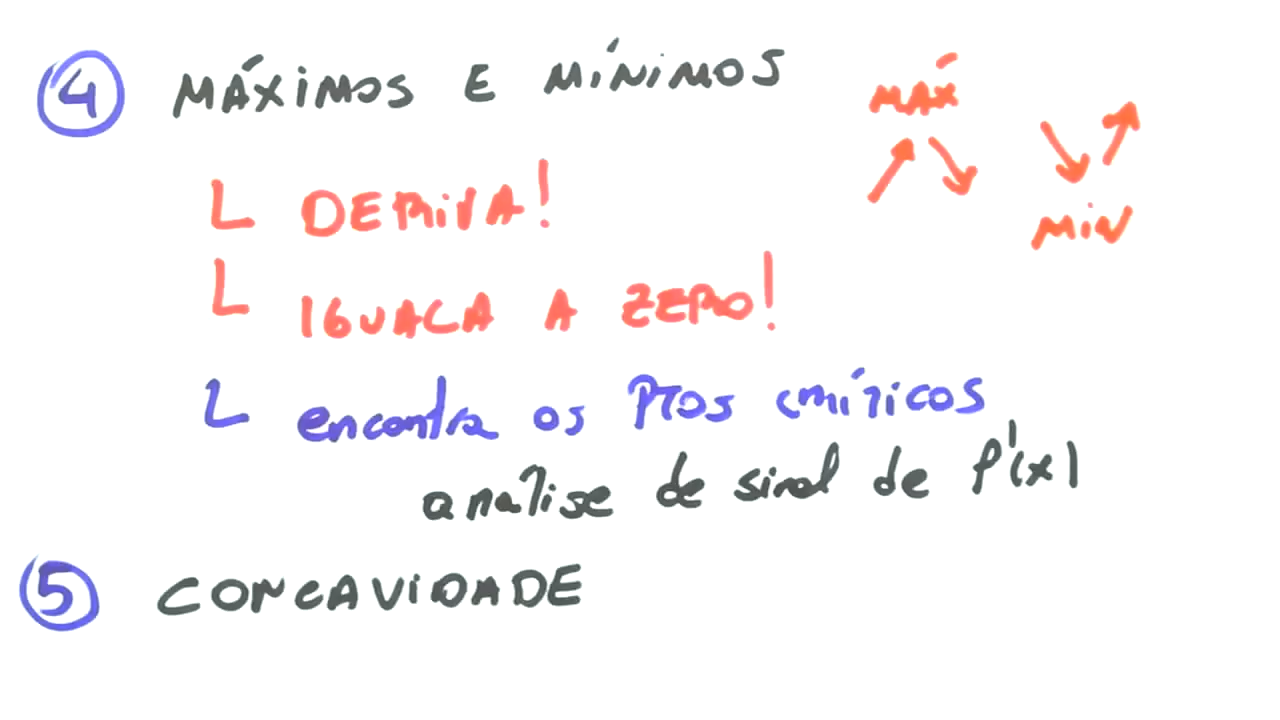 4 MÁXIMOS E MÍNIMOS
MÁX
MIN
DERIVA!
IGUALA A ZERO!
encontra os PTOS CRÍTICOS
análise de sinal de f'(x)
5 CONCAVIDADE